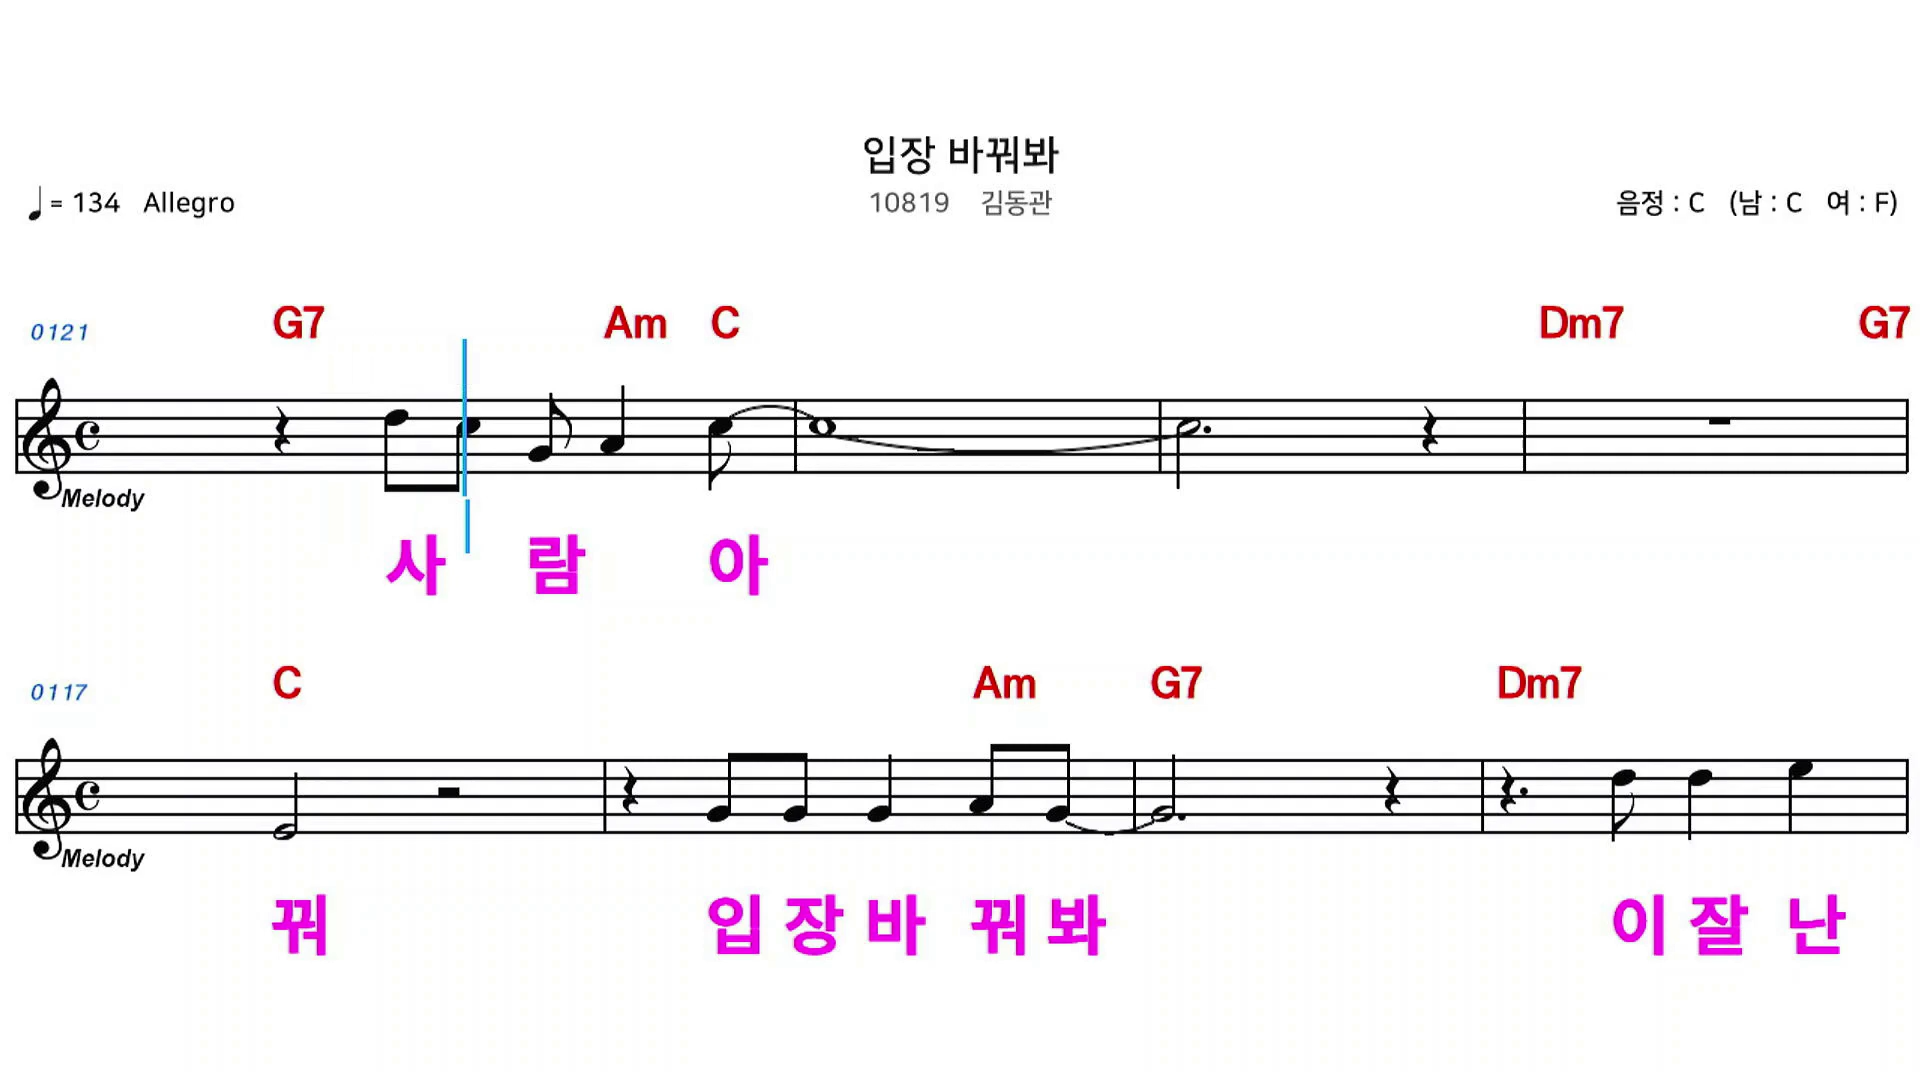 입장 바꿔봐
= 134 Allegro
10819 김동관
음정 : C (남 : C 여 : F)
0121 G7 Am C Dm7 G7
Melody
사 람 아
0117 C Am G7 Dm7
Melody
꿔 입 장 바 꿔 봐 이 잘 난